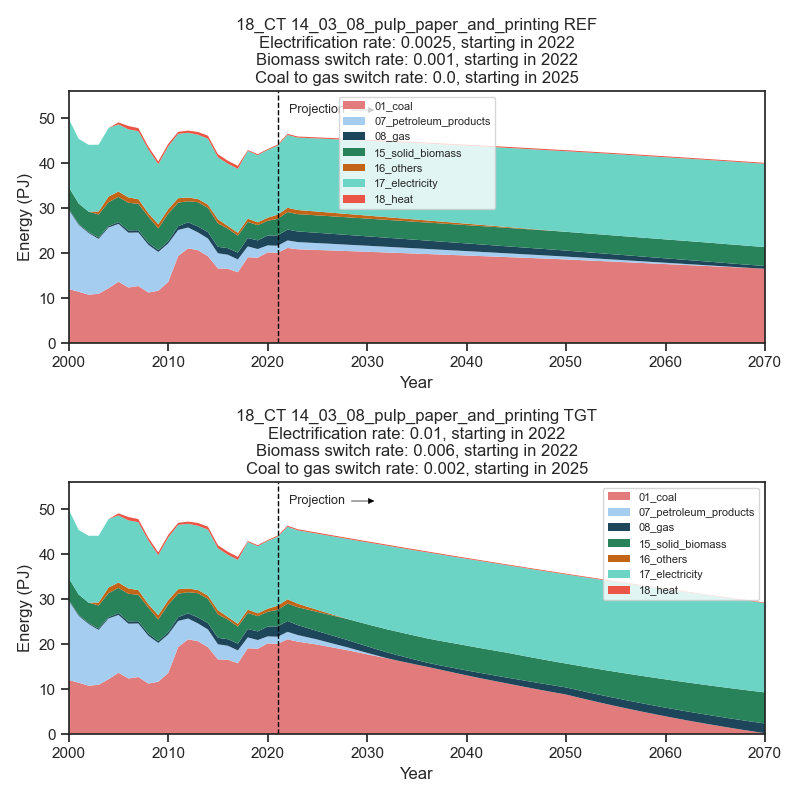 18_CT 14_03_08_pulp_paper_and_printing REF
Electrification rate: 0.0025, starting in 2022
Biomass switch rate: 0.001, starting in 2022
Coal to gas switch rate: 0.0, starting in 2025
Projection
01_coal
07_petroleum_products
08_gas
15_solid_biomass
16_others
17_electricity
18_heat
Energy (PJ)
50
40
30
20
10
0
2000 2010 2020 2030 2040 2050 2060 2070
Year
18_CT 14_03_08_pulp_paper_and_printing TGT
Electrification rate: 0.01, starting in 2022
Biomass switch rate: 0.006, starting in 2022
Coal to gas switch rate: 0.002, starting in 2025
Projection
01_coal
07_petroleum_products
08_gas
15_solid_biomass
16_others
17_electricity
18_heat
Energy (PJ)
50
40
30
20
10
0
2000 2010 2020 2030 2040 2050 2060 2070
Year